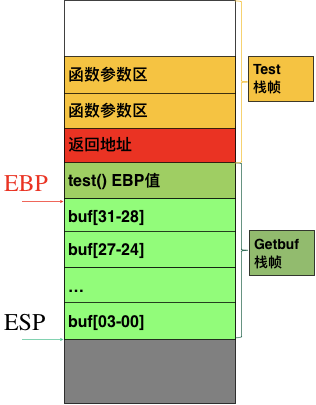 函数参数区
函数参数区
返回地址
test() EBP值
buf[31-28]
buf[27-24]
...
buf[03-00]
EBP
ESP
Test
栈帧
Getbuf
栈帧